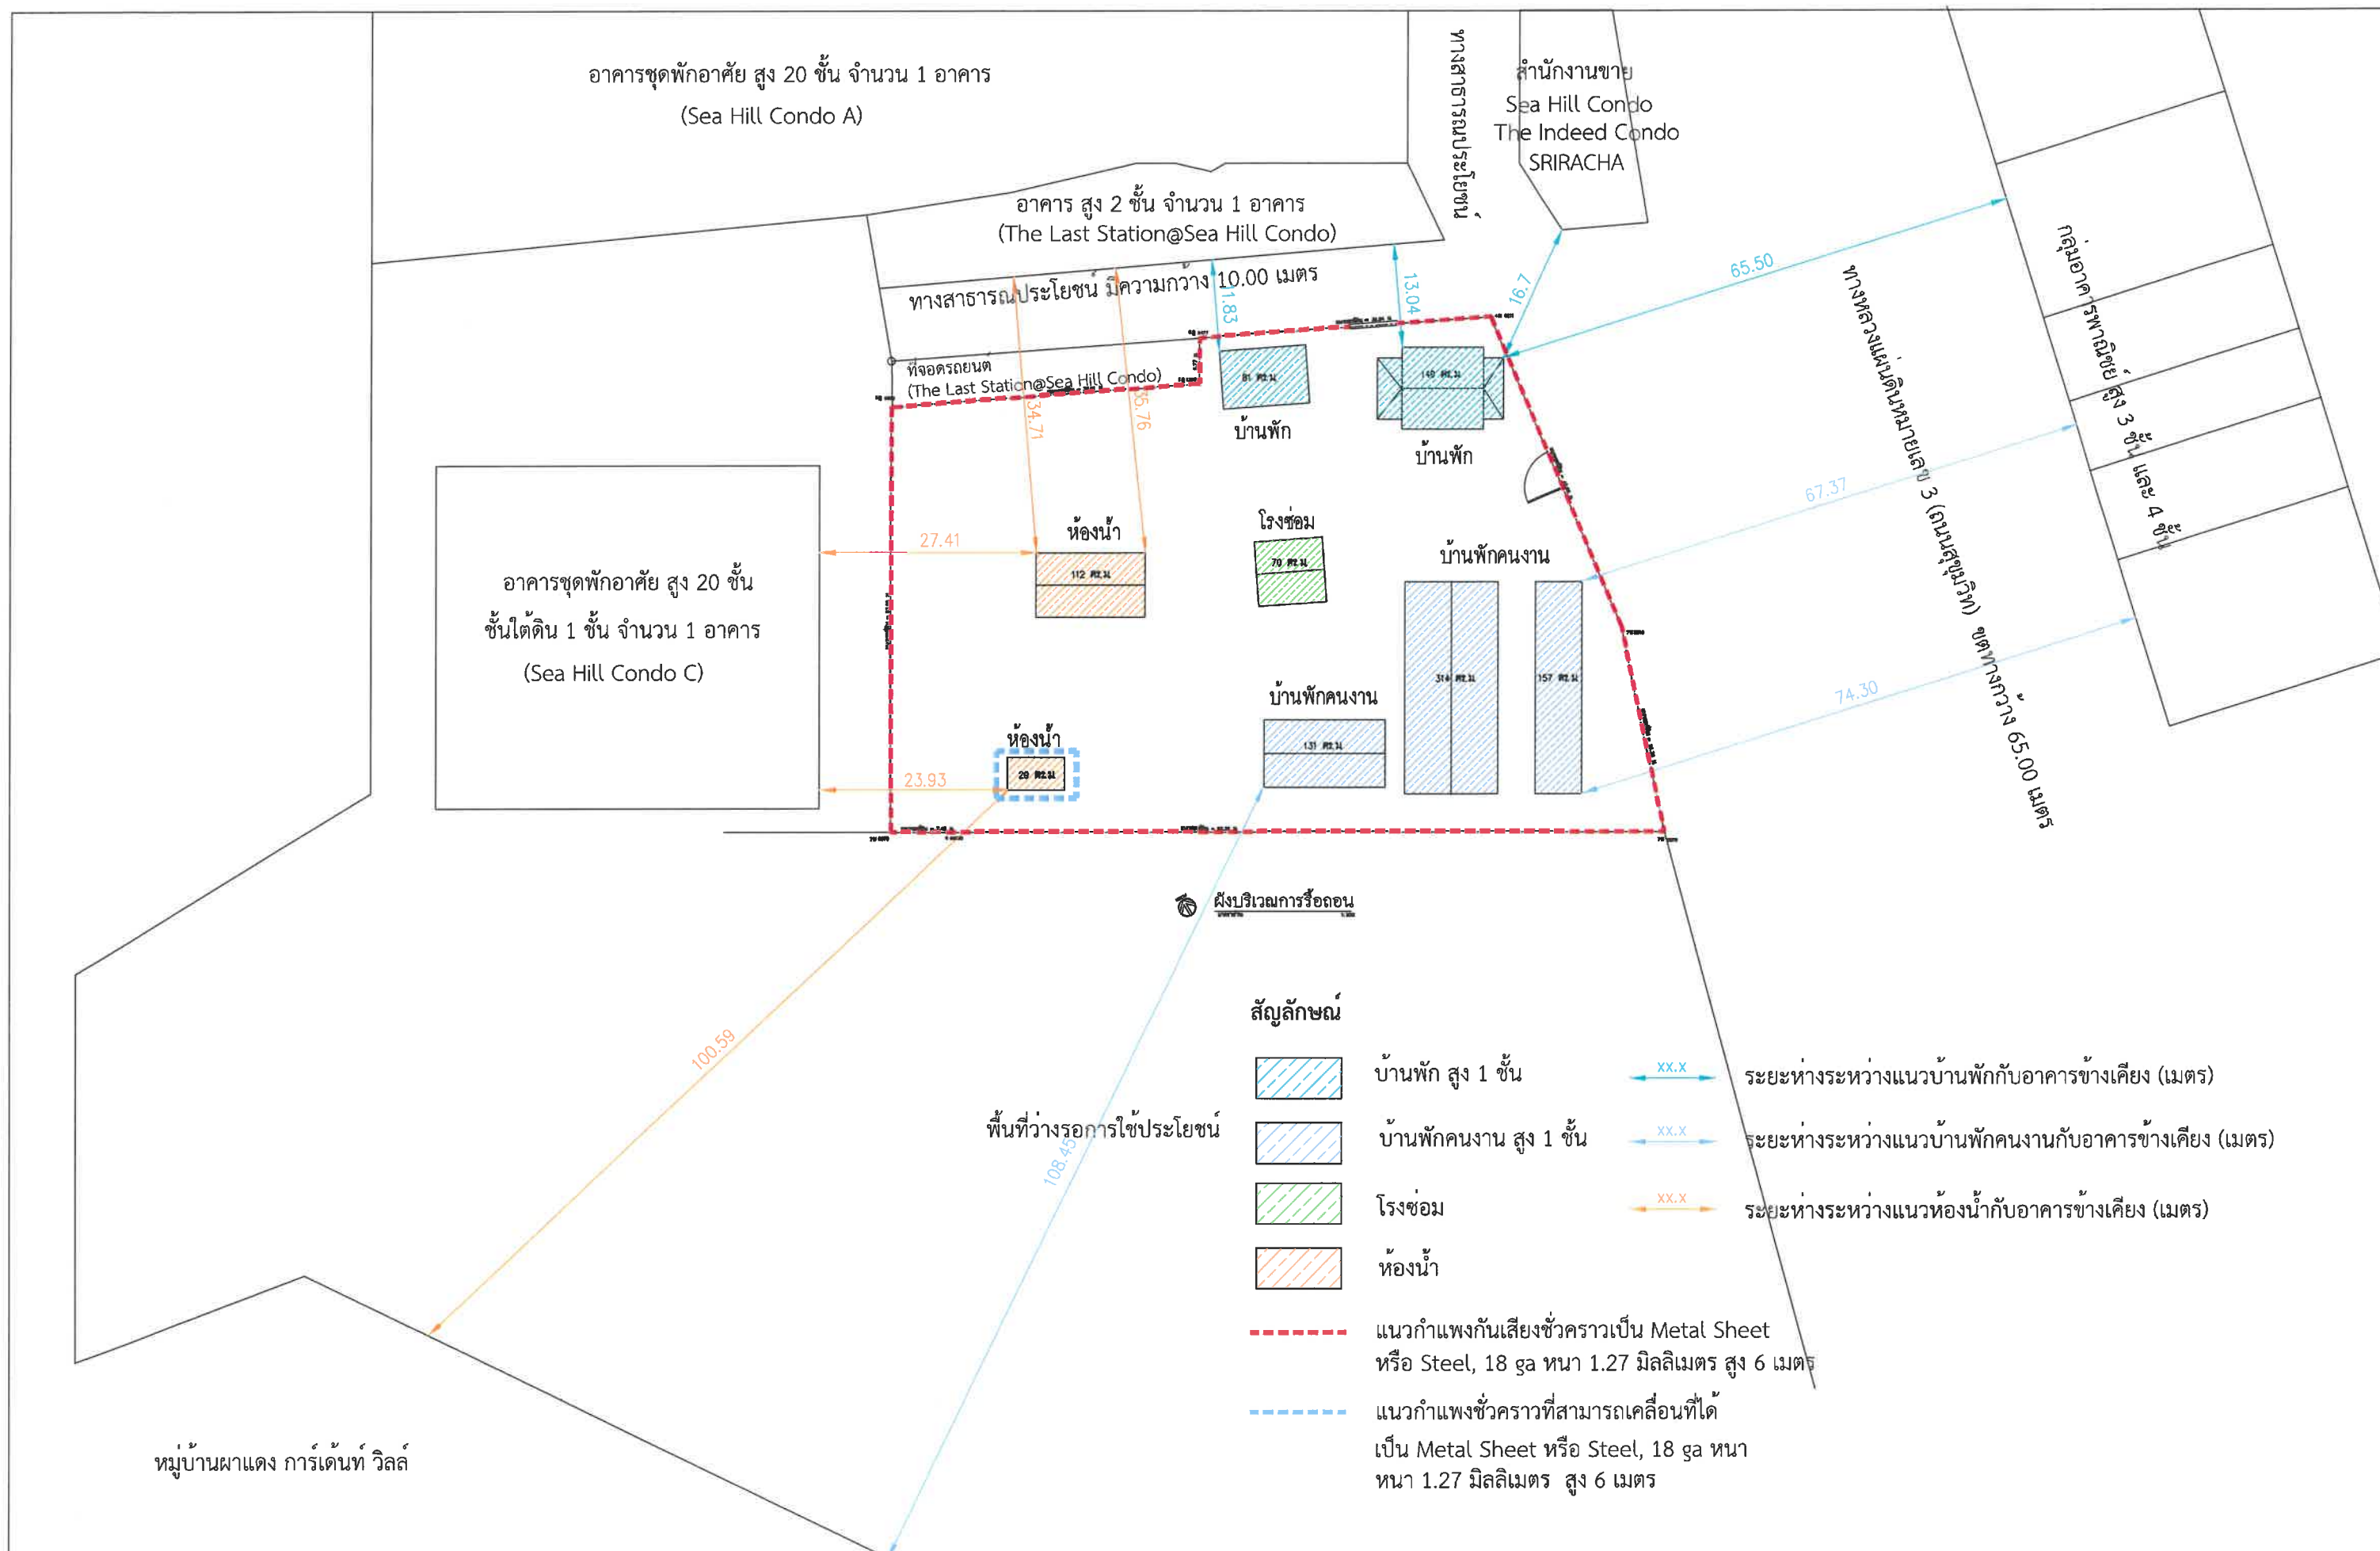 อาคารชุดพักอาศัย สูง 20 ชั้น จำนวน 1 อาคาร
(Sea Hill Condo A)
ทางสาธารณประโยชน์
สำนักงานขาย
Sea Hill Condo
The Indeed Condo
SRIRACHA
อาคาร สูง 2 ชั้น จำนวน 1 อาคาร
(The Last Station@Sea Hill Condo)
ทางสาธารณประโยชน์ มีความกว้าง 10.00 เมตร
13.04
16.7
65.50
ทางหลวงแผ่นดินหมายเลข 3 (ถนนสุขุมวิท) ขตทางกว้าง 65.00 เมตร
กลุ่มอาคารพาณิชย์ สูง 3 ชั้น และ 4 ชั้น
ที่จอดรถยนต์
(The Last Station@Sea Hill Condo)
34.71
35.76
81 ตร.ม
บ้านพัก
บ้านพัก
27.41
ห้องน้ำ
112 ตร.ม
โรงซ่อม
70 ตร.ม
บ้านพักคนงาน
67.37
314 ตร.ม
157 ตร.ม
74.30
อาคารชุดพักอาศัย สูง 20 ชั้น
ชั้นใต้ดิน 1 ชั้น จำนวน 1 อาคาร
(Sea Hill Condo C)
บ้านพักคนงาน
131 ตร.ม
ห้องน้ำ
23.93
ผังบริเวณการรื้อถอน
100.59
108.45
พื้นที่ว่างรอการใช้ประโยชน์
สัญลักษณ์
บ้านพัก สูง 1 ชั้น
xx.x ระยะห่างระหว่างแนวบ้านพักกับอาคารข้างเคียง (เมตร)
บ้านพักคนงาน สูง 1 ชั้น
xx.x ระยะห่างระหว่างแนวบ้านพักคนงานกับอาคารข้างเคียง (เมตร)
โรงซ่อม
xx.x ระยะห่างระหว่างแนวห้องน้ำกับอาคารข้างเคียง (เมตร)
ห้องน้ำ
แนวกำแพงกันเสียงชั่วคราวเป็น Metal Sheet
หรือ Steel, 18 ga หนา 1.27 มิลลิเมตร สูง 6 เมตร
แนวกำแพงชั่วคราวที่สามารถเคลื่อนที่ได้
เป็น Metal Sheet หรือ Steel, 18 ga หนา
หนา 1.27 มิลลิเมตร สูง 6 เมตร
หมู่บ้านผาแดง การ์เด้นท์ วิลล์